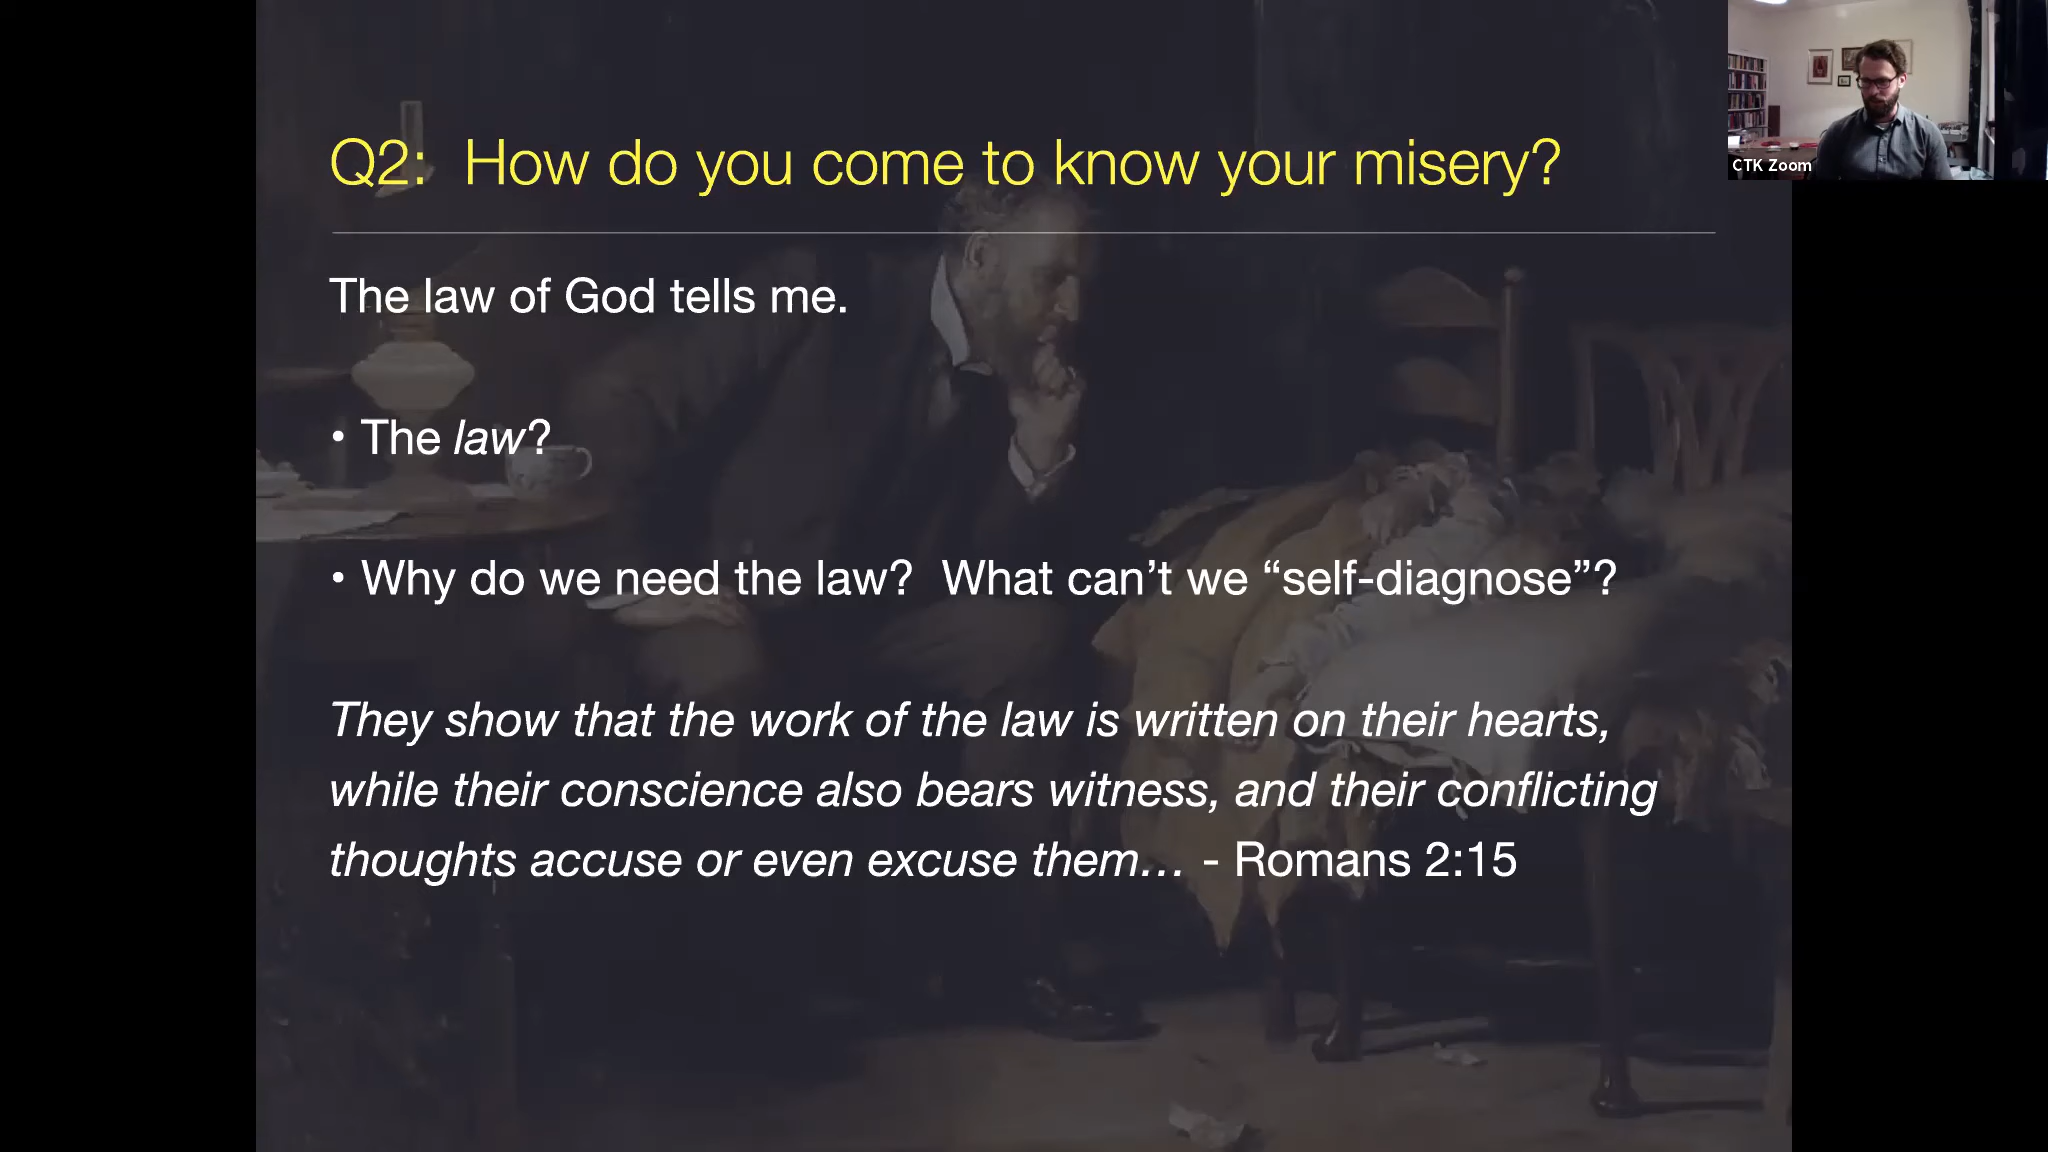 Q2: How do you come to know your misery?
CTK Zoom
The law of God tells me.
• The law?
• Why do we need the law? What can’t we “self-diagnose”?
They show that the work of the law is written on their hearts,
while their conscience also bears witness, and their conflicting
thoughts accuse or even excuse them… - Romans 2:15